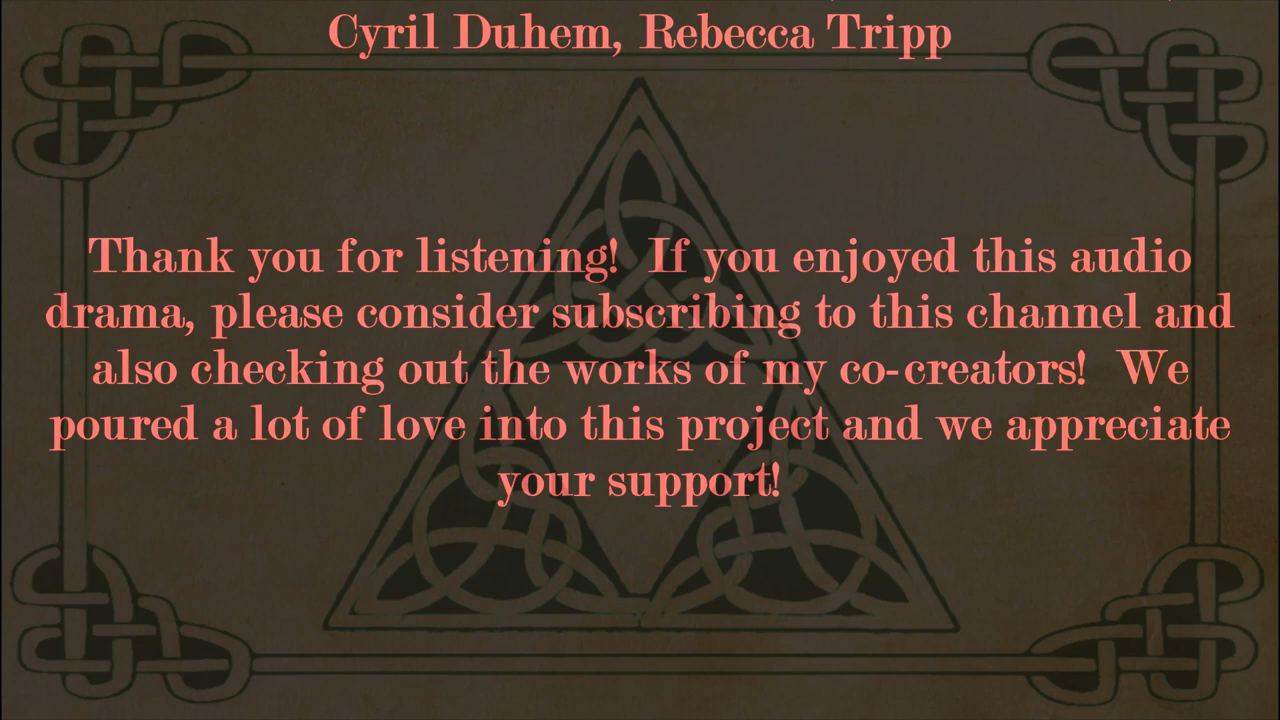 Cyril Duhem, Rebecca Tripp
Thank you for listening!  If you enjoyed this audio
drama, please consider subscribing to this channel and
also checking out the works of my co-creators!  We
poured a lot of love into this project and we appreciate
your support!